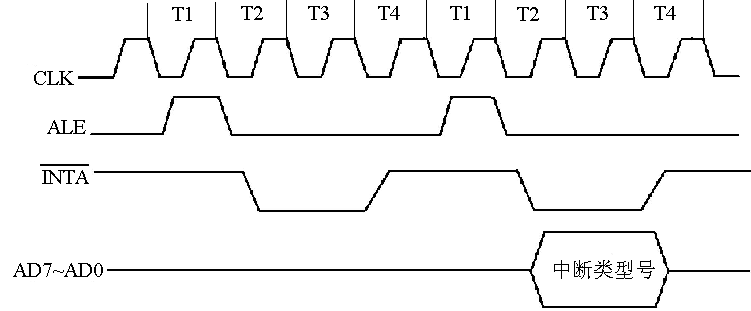 T1 T2 T3 T4 T1 T2 T3 T4
CLK
ALE
INTA
AD7~AD0 中断类型号